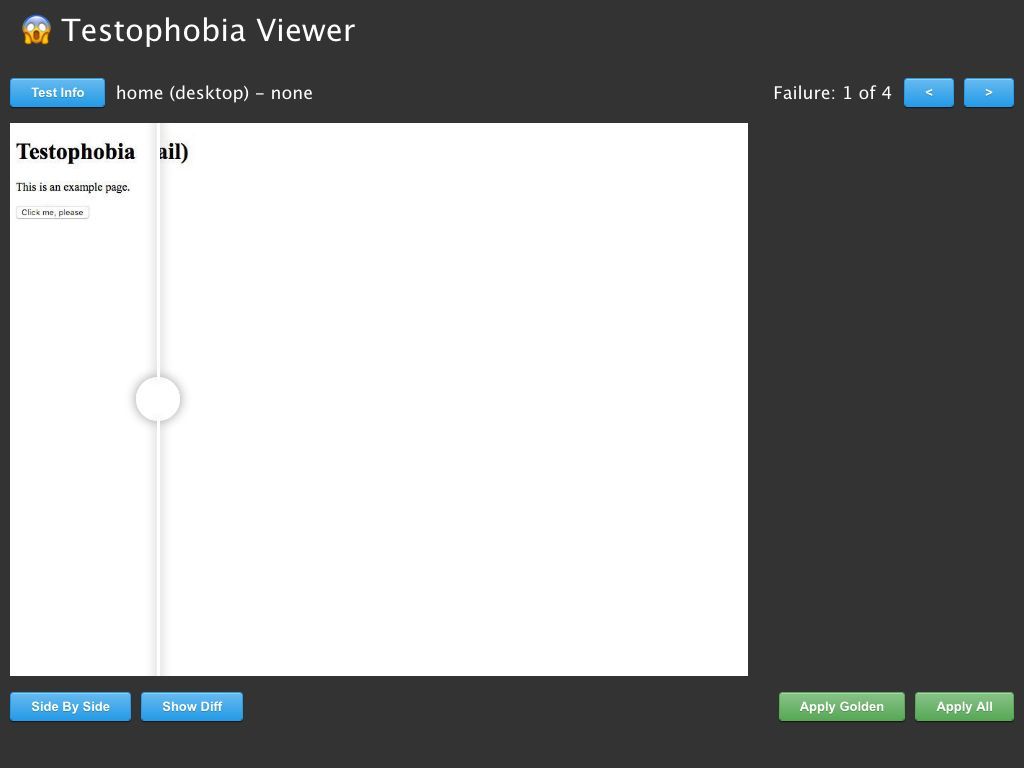 😱 Testophobia Viewer
Test Info home (desktop) – none Failure: 1 of 4 < >
Testophobia ail)
This is an example page.
Click me, please
Side By Side Show Diff Apply Golden Apply All